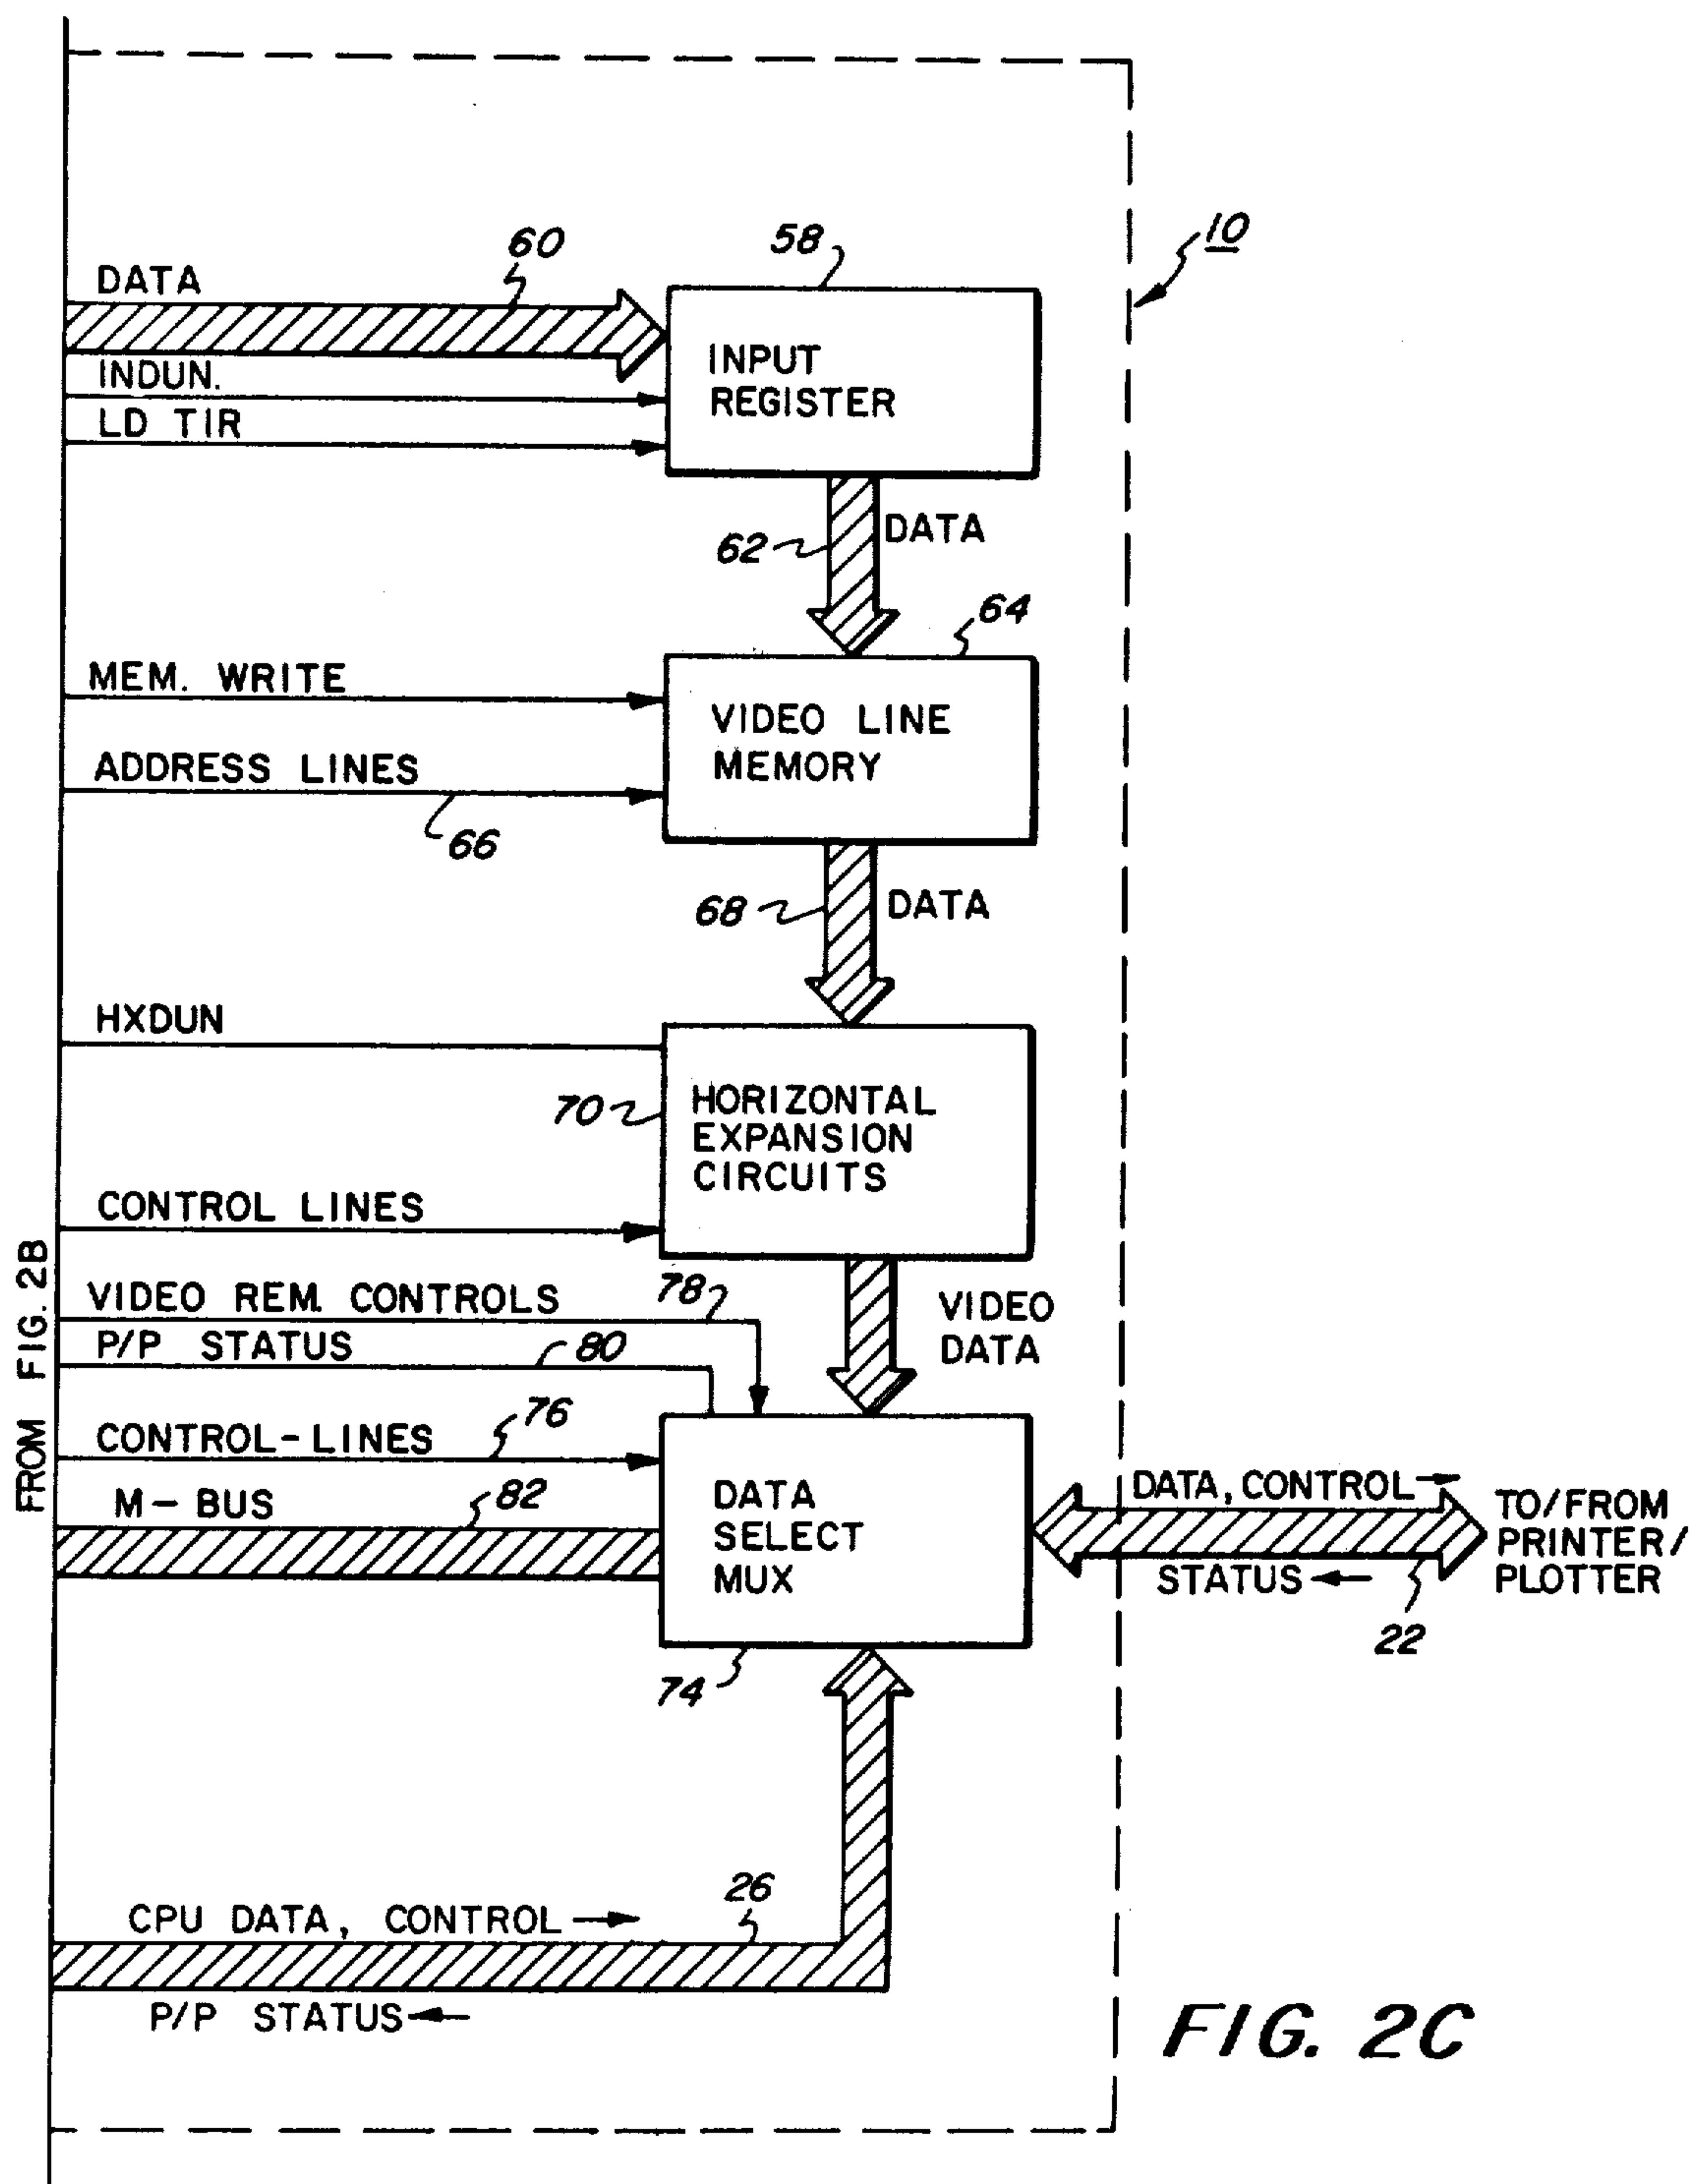 10
60
58
DATA
INPUT
REGISTER
INDUN.
LD TIR
62
DATA
64
MEM. WRITE
VIDEO LINE
MEMORY
ADDRESS LINES
66
68
DATA
HXDUN
70
HORIZONTAL
EXPANSION
CIRCUITS
CONTROL LINES
FROM FIG. 2B
VIDEO REM. CONTROLS
78
VIDEO
DATA
P/P STATUS
80
CONTROL-LINES
76
M-BUS
82
DATA
SELECT
MUX
74
DATA, CONTROL→
STATUS←
TO/FROM
PRINTER/
PLOTTER
22
26
CPU DATA, CONTROL→
P/P STATUS←
FIG. 2C